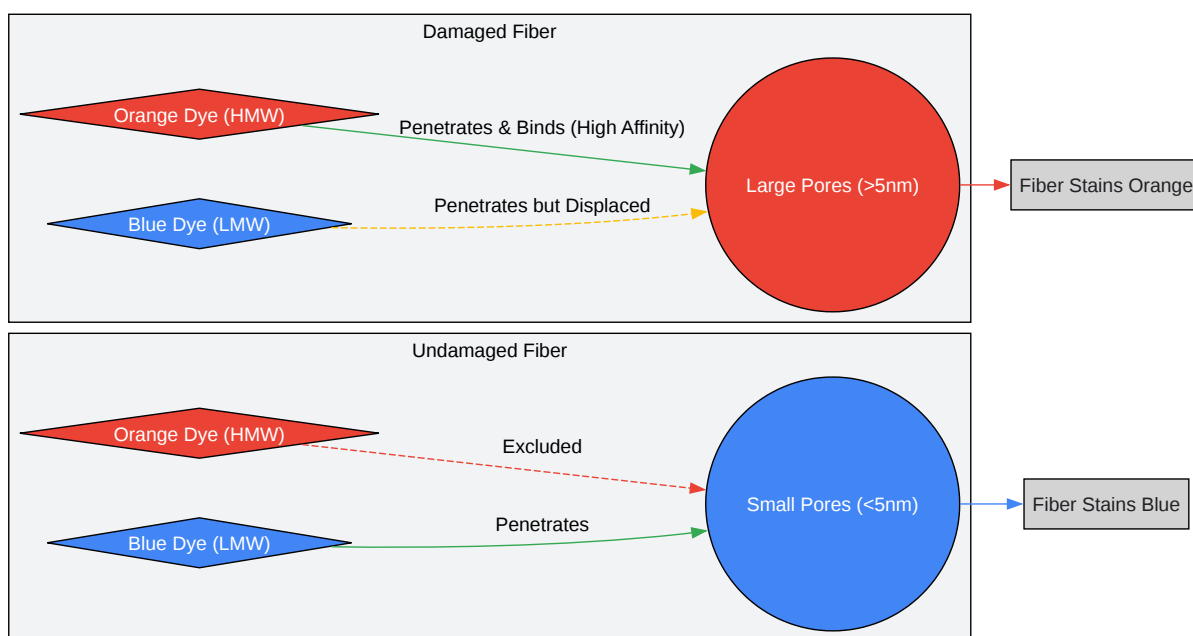 Damaged Fiber
Orange Dye (HMW)
Penetrates & Binds (High Affinity)
Large Pores (>5nm)
Fiber Stains Orange
Blue Dye (LMW)
Penetrates but Displaced
Undamaged Fiber
Orange Dye (HMW)
Excluded
Small Pores (<5nm)
Fiber Stains Blue
Blue Dye (LMW)
Penetrates